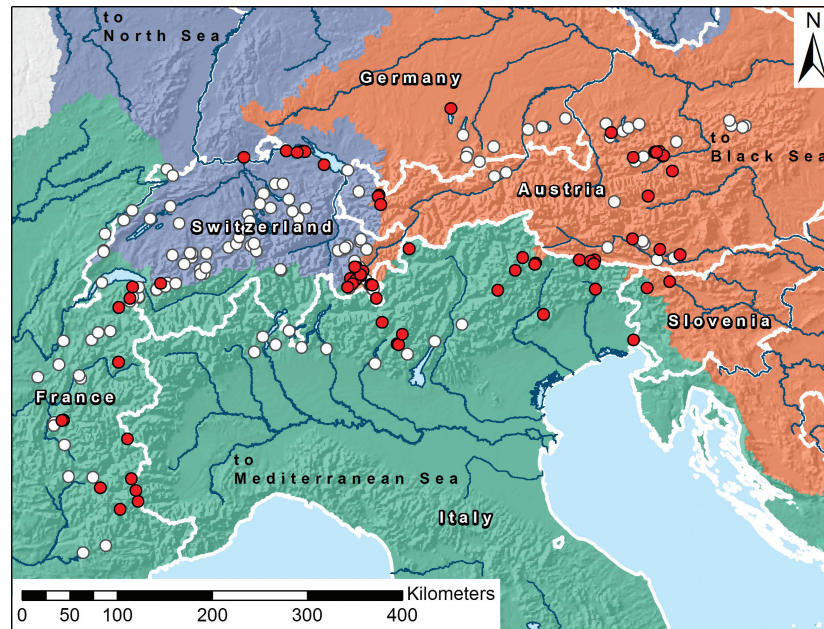 to
North Sea
N
Germany
to
Black Sea
Austria
Switzerland
Slovenia
France
to
Mediterranean Sea
Italy
Kilometers
0 50 100 200 300 400